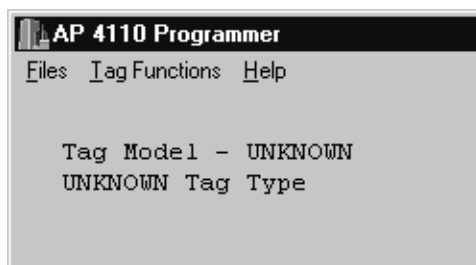 AP 4110 Programmer
Files Tag Functions Help
Tag Model - UNKNOWN
UNKNOWN Tag Type